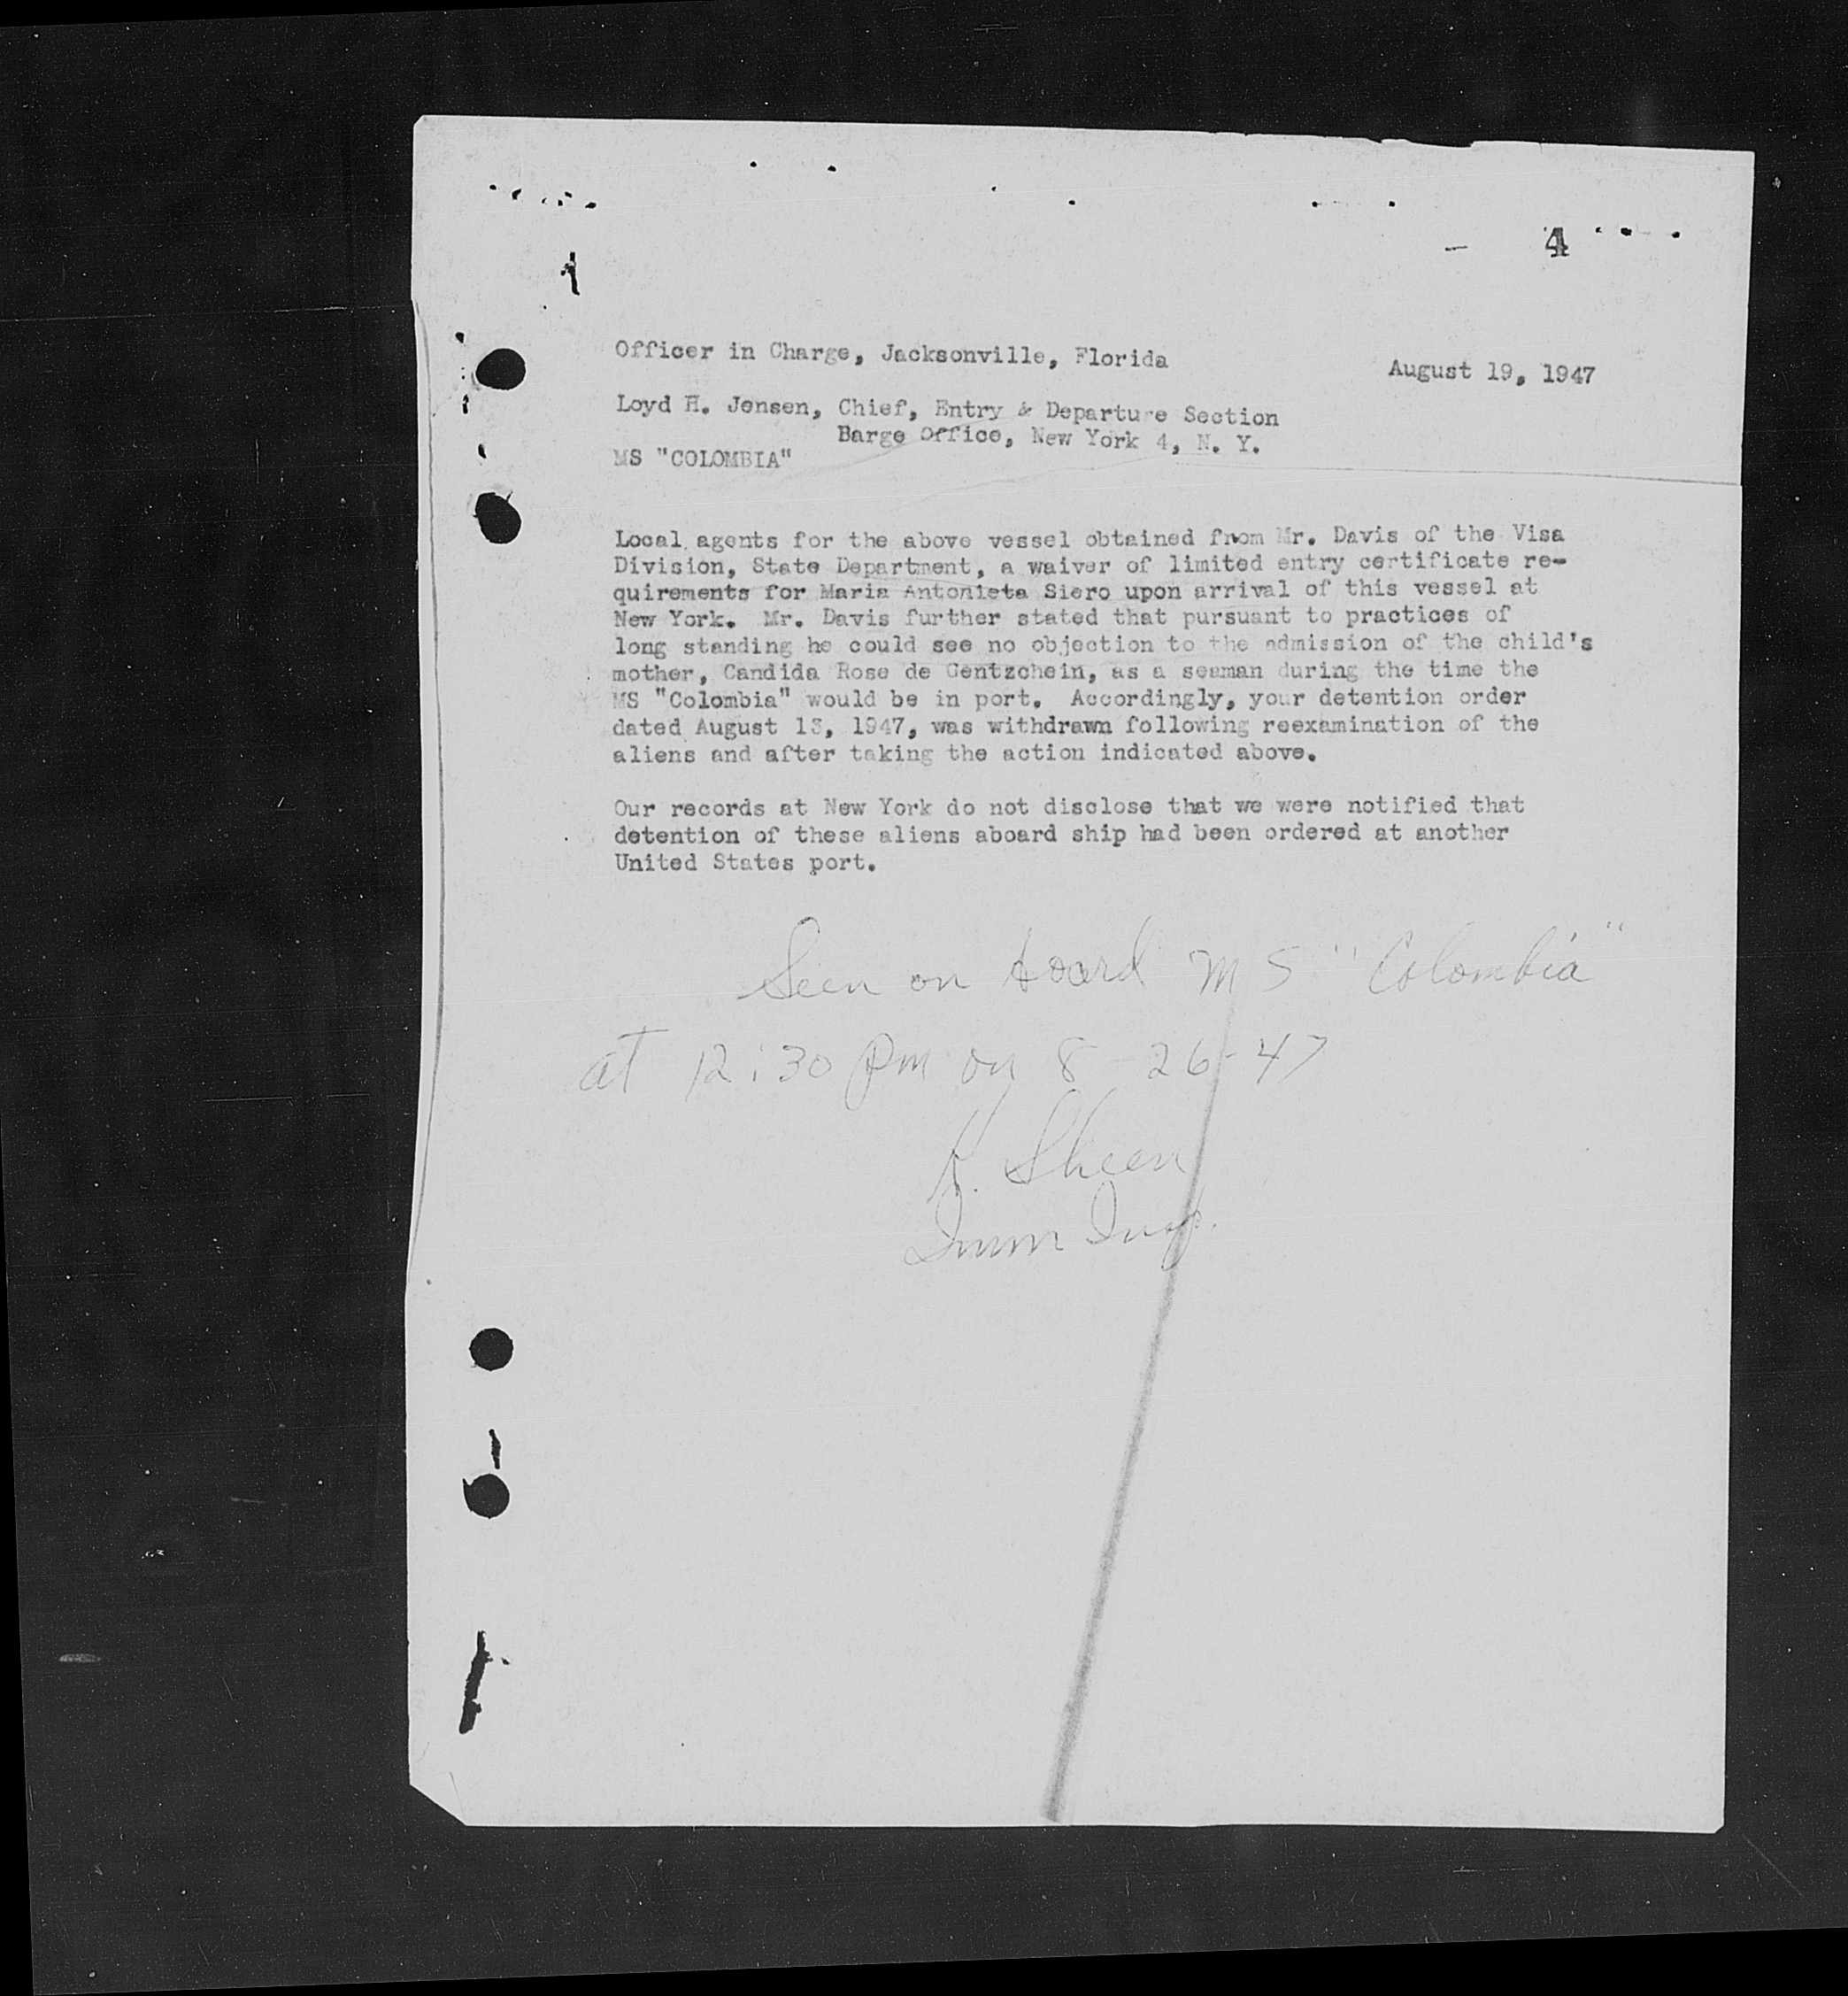 4
Officer in Charge, Jacksonville, Florida
August 19, 1947
Loyd H. Jensen, Chief, Entry & Departure Section
Barge Office, New York 4, N. Y.
MS "COLOMBIA"
Local agents for the above vessel obtained from Mr. Davis of the Visa
Division, State Department, a waiver of limited entry certificate re-
quirements for Maria Antonieta Siero upon arrival of this vessel at
New York. Mr. Davis further stated that pursuant to practices of
long standing he could see no objection to the admission of the child's
mother, Candida Rose de Gentzchein, as a seaman during the time the
MS "Colombia" would be in port. Accordingly, your detention order
dated August 13, 1947, was withdrawn following reexamination of the
aliens and after taking the action indicated above.
Our records at New York do not disclose that we were notified that
detention of these aliens aboard ship had been ordered at another
United States port.
Seen on board MS "Colombia"
at 12:30 pm on 8-26-47
Sheen
Imm Insp.